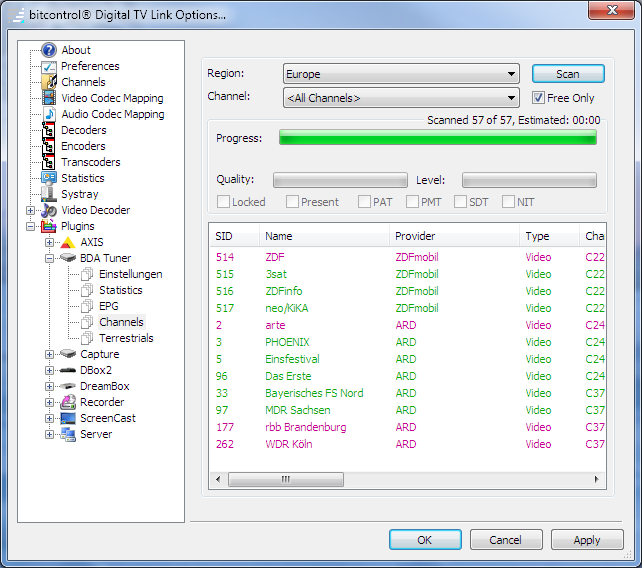 bitcontrol® Digital TV Link Options...
About
Preferences
Channels
Video Codec Mapping
Audio Codec Mapping
Decoders
Encoders
Transcoders
Statistics
Systray
Video Decoder
Plugins
AXIS
BDA Tuner
Einstellungen
Statistics
EPG
Channels
Terrestrials
Capture
DBox2
DreamBox
Recorder
ScreenCast
Server
Region: Europe Scan
Channel: <All Channels> Free Only
Scanned 57 of 57, Estimated: 00:00
Progress:
Quality: Level:
Locked Present PAT PMT SDT NIT
SID Name Provider Type Cha
514 ZDF ZDFmobil Video C22
515 3sat ZDFmobil Video C22
516 ZDFinfo ZDFmobil Video C22
517 neo/KiKA ZDFmobil Video C22
2 arte ARD Video C24
3 PHOENIX ARD Video C24
5 Einsfestival ARD Video C24
96 Das Erste ARD Video C24
33 Bayerisches FS Nord ARD Video C37
97 MDR Sachsen ARD Video C37
177 rbb Brandenburg ARD Video C37
262 WDR Köln ARD Video C37
OK Cancel Apply